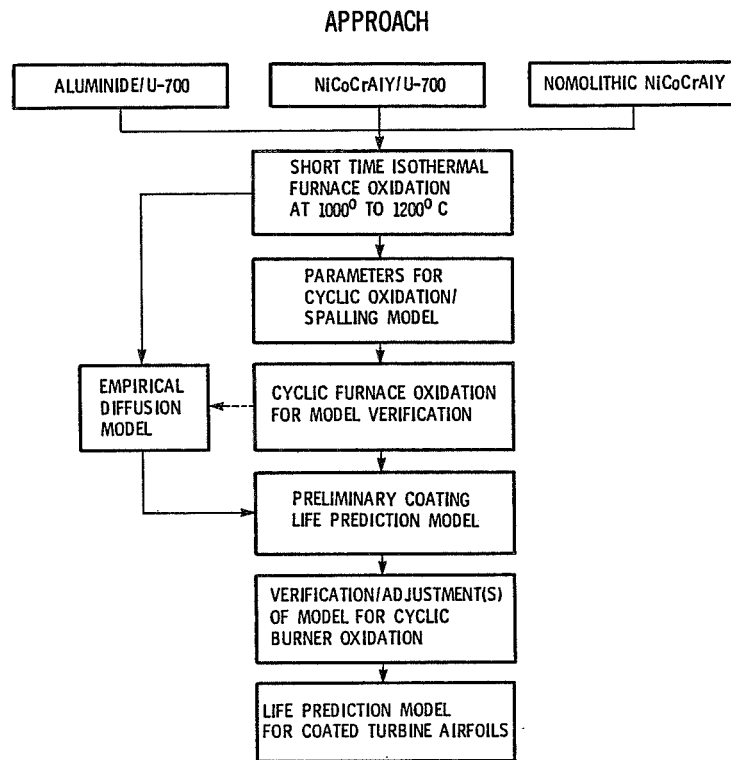 APPROACH
ALUMINIDE/U-700
NiCoCrAlY/U-700
NOMOLITHIC NiCoCrAlY
SHORT TIME ISOTHERMAL
FURNACE OXIDATION
AT 1000⁰ TO 1200⁰ C
PARAMETERS FOR
CYCLIC OXIDATION/
SPALLING MODEL
EMPIRICAL
DIFFUSION
MODEL
CYCLIC FURNACE OXIDATION
FOR MODEL VERIFICATION
PRELIMINARY COATING
LIFE PREDICTION MODEL
VERIFICATION/ADJUSTMENT(S)
OF MODEL FOR CYCLIC
BURNER OXIDATION
LIFE PREDICTION MODEL
FOR COATED TURBINE AIRFOILS